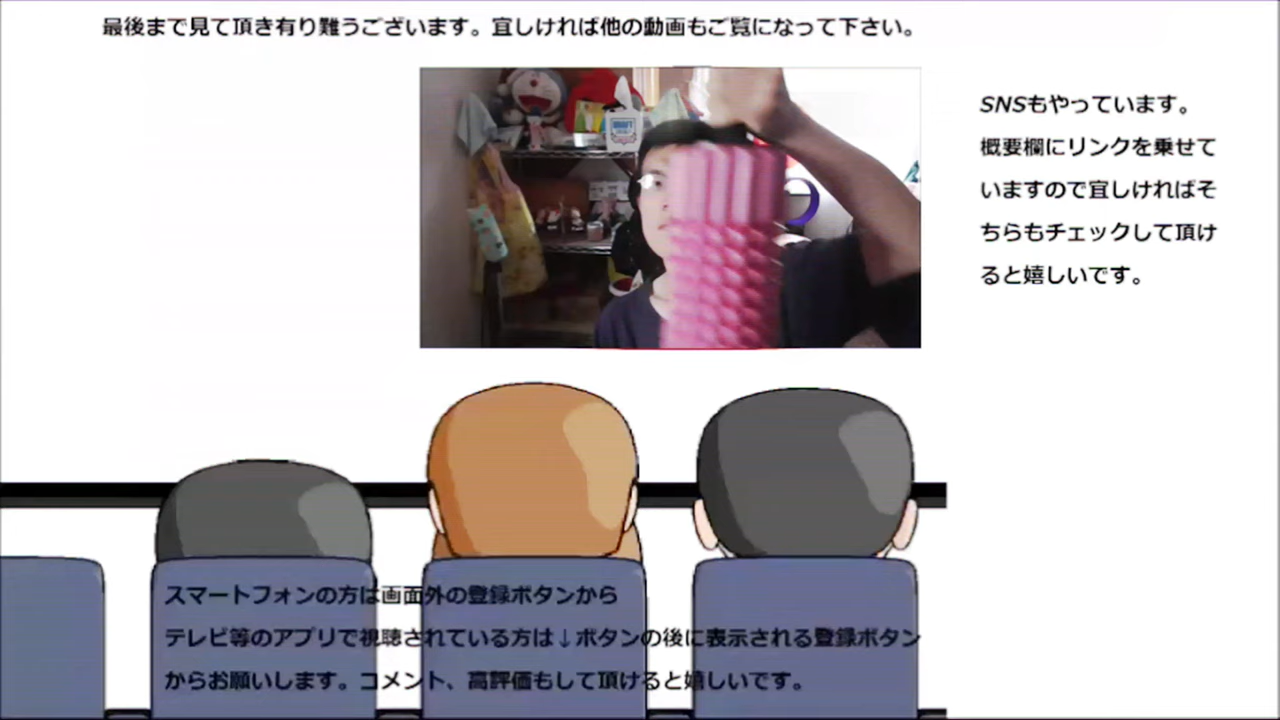 最後まで見て頂き有り難うございます。宜しければ他の動画もご覧になって下さい。
SNSもやっています。
概要欄にリンクを乗せて
いますので宜しければそ
ちらもチェックして頂け
ると嬉しいです。
スマートフォンの方は画面外の登録ボタンから
テレビ等のアプリで視聴されている方は↓ボタンの後に表示される登録ボタン
からお願いします。コメント、高評価もして頂けると嬉しいです。